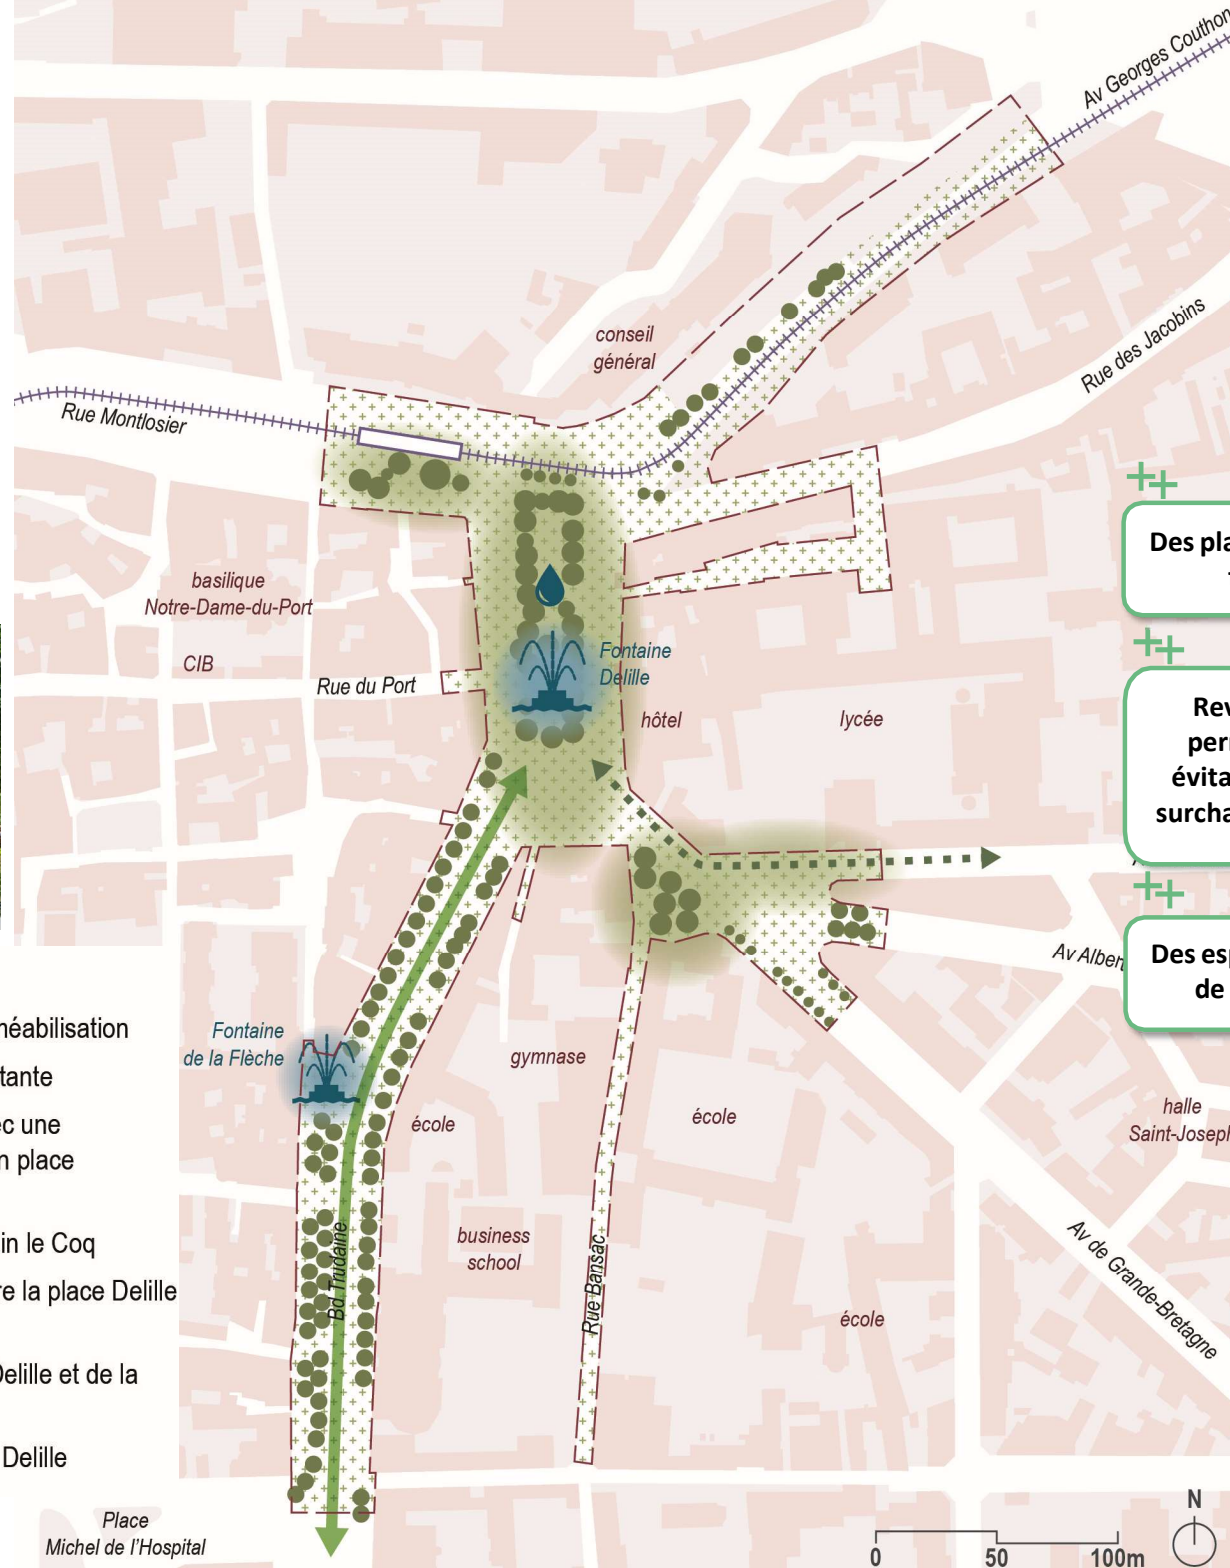 Av Georges Couthon
conseil
général
Rue des Jacobins
Rue Montlosier
basilique
Notre-Dame-du-Port
CIB
Rue du Port
Fontaine
Delille
hôtel
lycée
Av Albert
Fontaine
de la Flèche
gymnase
école
école
halle
Saint-Joseph
business
school
Bd Trudaine
Rue Bansac
école
Av de Grande-Bretagne
Place
Michel de l'Hospital
N
0 50 100m
Des pla
Rev
per
évita
surcha
Des esp
de
méabilisation
tante
ec une
n place
in le Coq
re la place Delille
Delille et de la
Delille